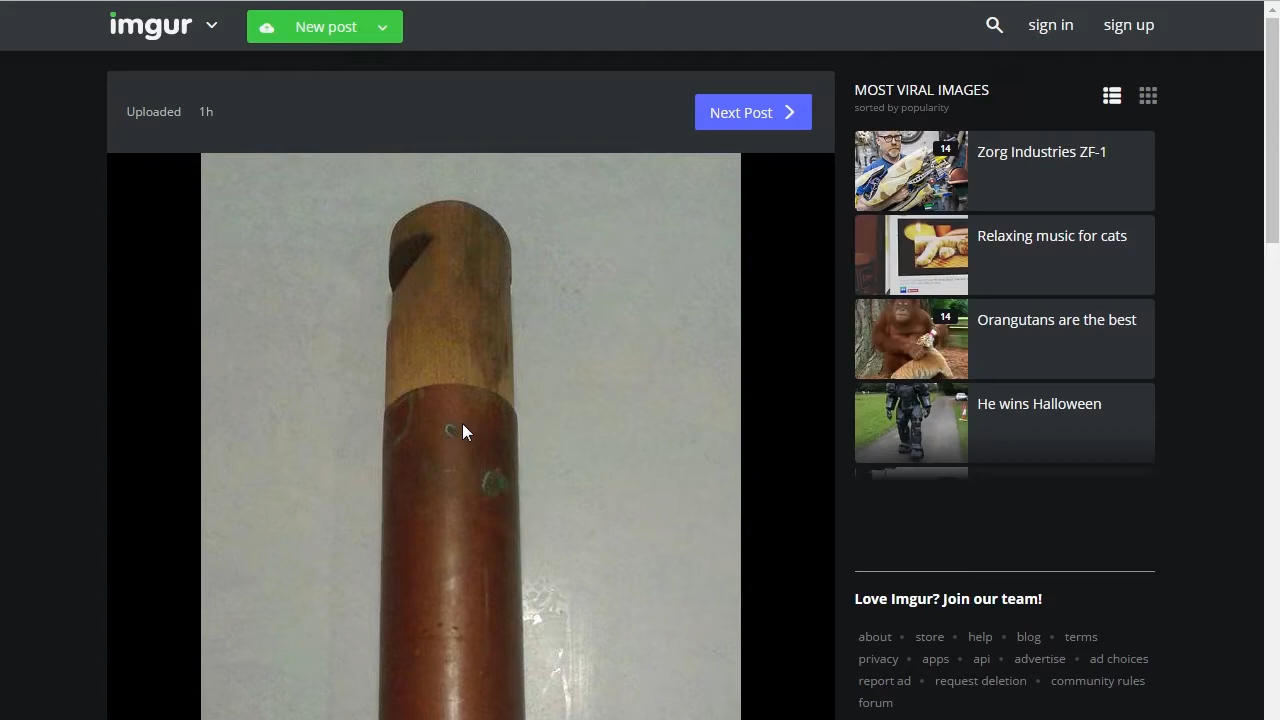 imgur
New post
sign in
sign up
Uploaded 1h
Next Post
MOST VIRAL IMAGES
sorted by popularity
14
Zorg Industries ZF-1
Relaxing music for cats
14
Orangutans are the best
He wins Halloween
Love Imgur? Join our team!
about • store • help • blog • terms
privacy • apps • api • advertise • ad choices
report ad • request deletion • community rules
forum